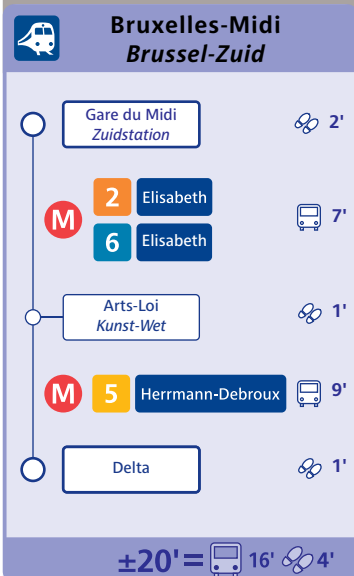 Bruxelles-Midi
Brussel-Zuid
Gare du Midi
Zuidstation
2'
M
2 Elisabeth
6 Elisabeth
7'
Arts-Loi
Kunst-Wet
1'
M 5 Herrmann-Debroux 9'
Delta 1'
±20'= 16' 4'